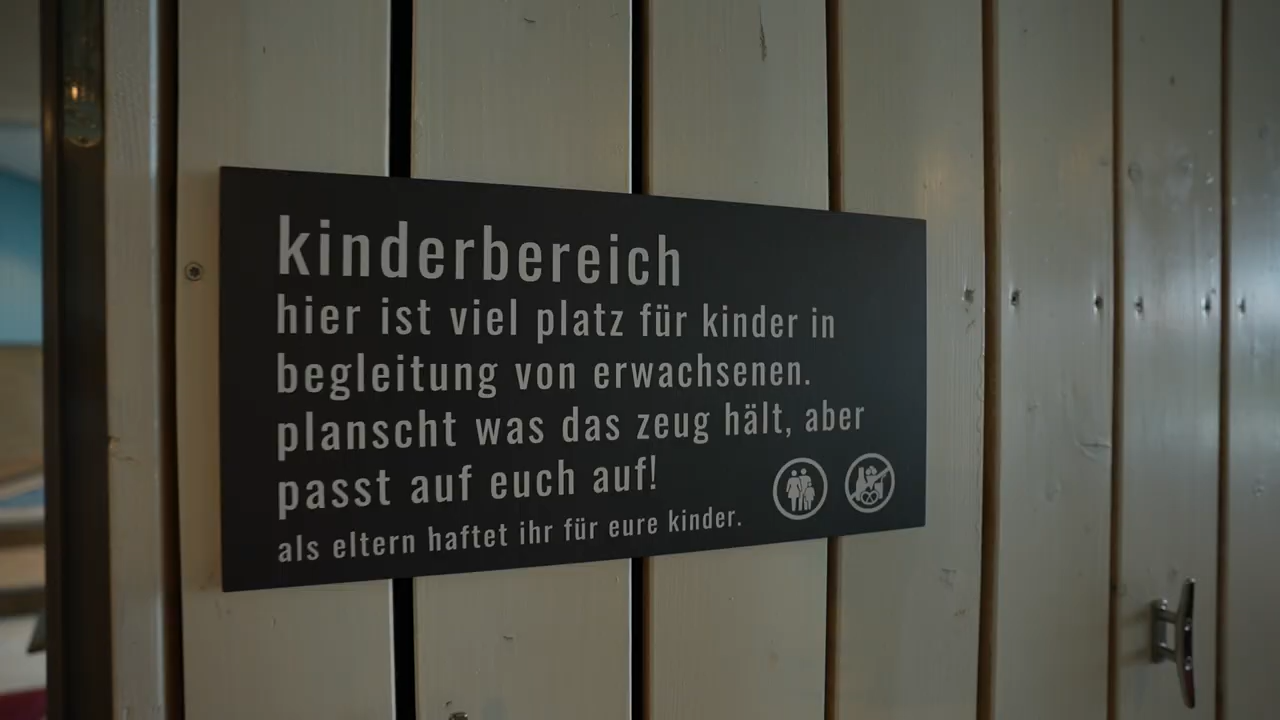 kinderbereich
hier ist viel platz für kinder in
begleitung von erwachsenen.
planscht was das zeug hält, aber
passt auf euch auf!
als eltern haftet ihr für eure kinder.